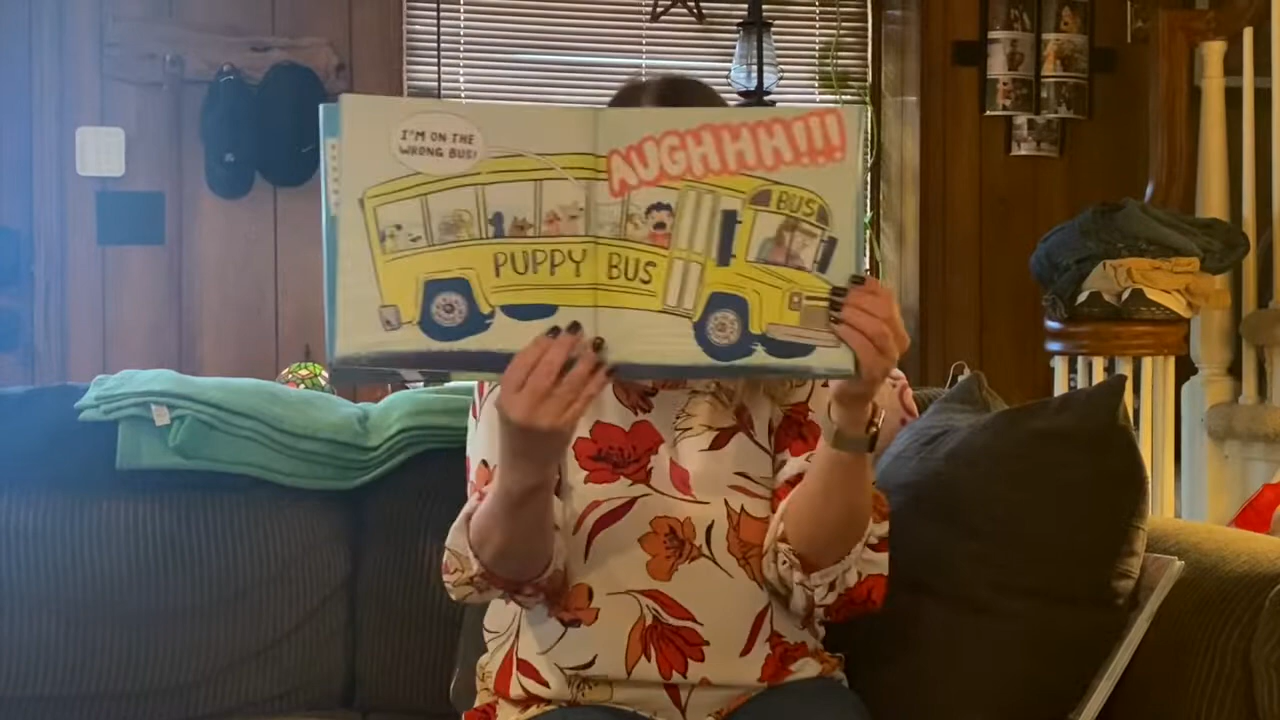 I'M ON THE
WRONG BUS!
AUGHHH!!!
BUS
PUPPY BUS